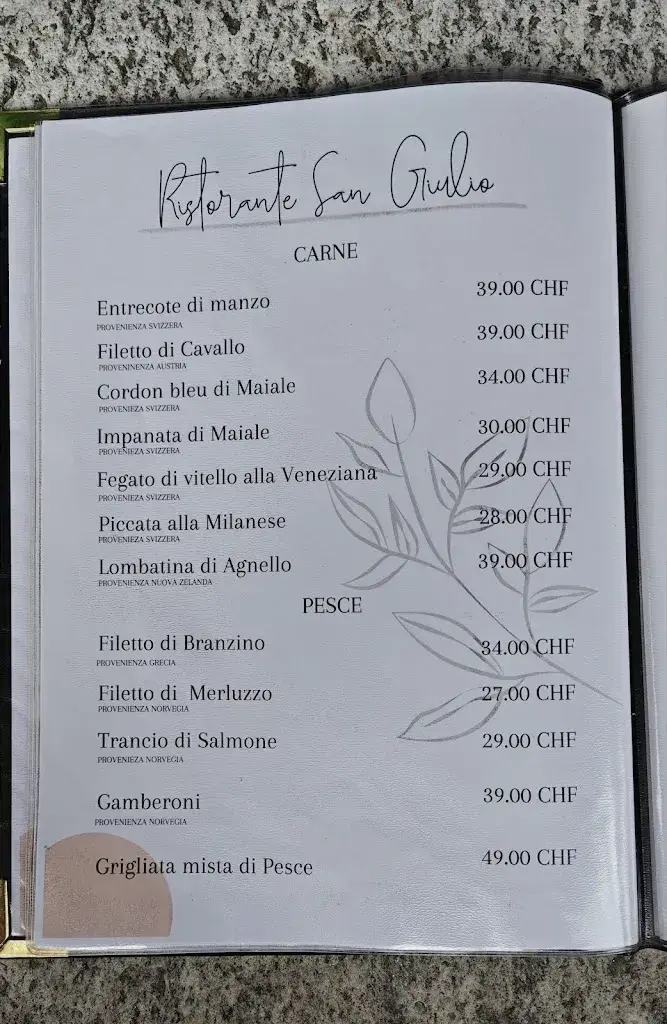 Ristorante San Giulio
CARNE
Entrecote di manzo 39.00 CHF
PROVENIENZA SVIZZERA
Filetto di Cavallo 39.00 CHF
PROVENINENZA AUSTRIA
Cordon bleu di Maiale 34.00 CHF
PROVENIEZA SVIZZERA
Impanata di Maiale 30.00 CHF
PROVENIEZA SVIZZERA
Fegato di vitello alla Veneziana 29.00 CHF
PROVENIEZA SVIZZERA
Piccata alla Milanese 28.00 CHF
PROVENIEZA SVIZZERA
Lombatina di Agnello 39.00 CHF
PROVENIENZA NUOVA ZELANDA
PESCE
Filetto di Branzino 34.00 CHF
PROVENIENZA GRECIA
Filetto di Merluzzo 27.00 CHF
PROVENIENZA NORVEGIA
Trancio di Salmone 29.00 CHF
PROVENIEZA NORVEGIA
Gamberoni 39.00 CHF
PROVENIENZA NORVEGIA
Grigliata mista di Pesce 49.00 CHF